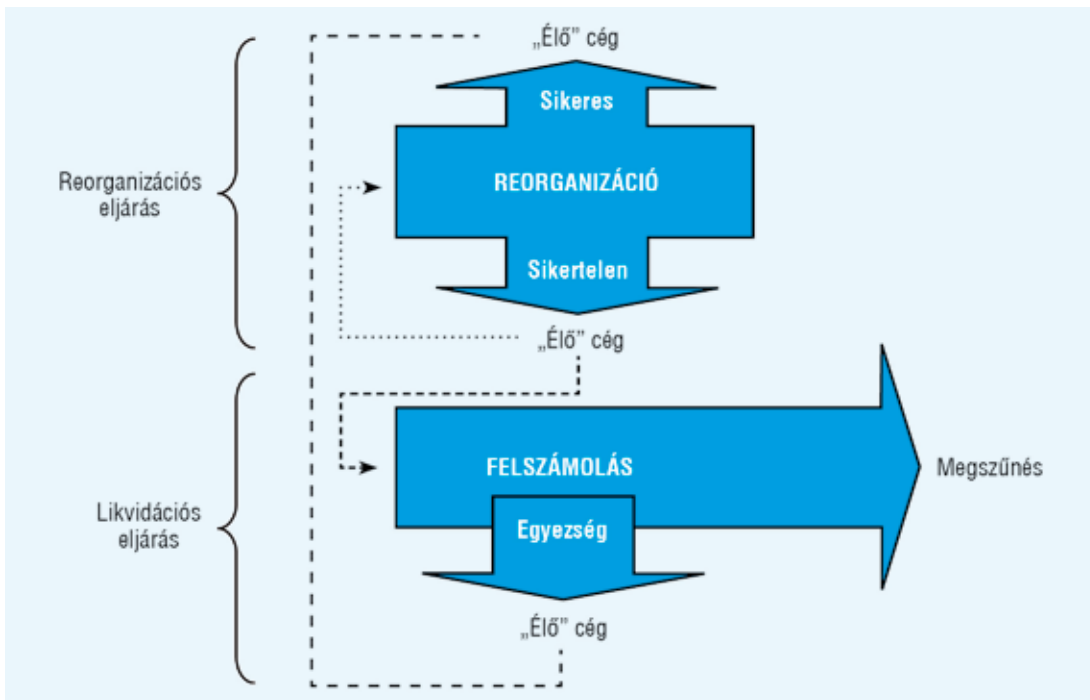 „Élő” cég
Sikeres
REORGANIZÁCIÓ
Reorganizációs
eljárás
Sikertelen
„Élő” cég
FELSZÁMOLÁS
Megszűnés
Likvidációs
eljárás
Egyezség
„Élő” cég